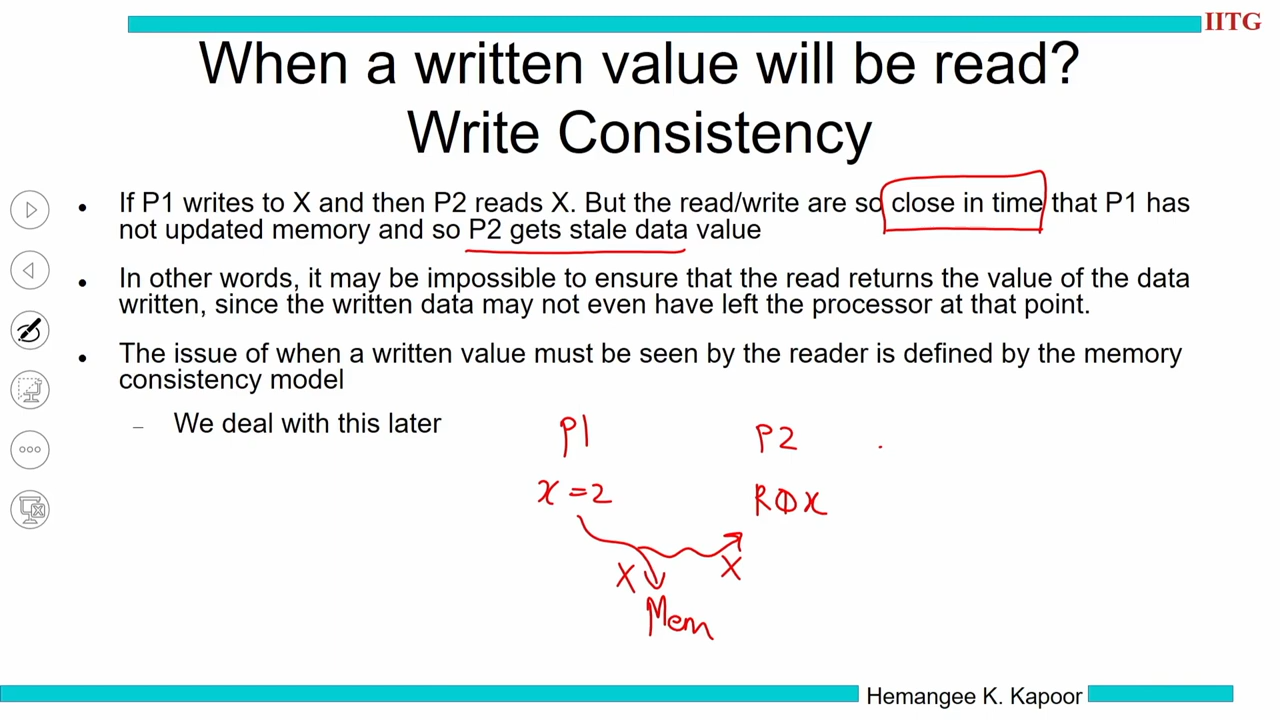 IITG
When a written value will be read?
Write Consistency
• If P1 writes to X and then P2 reads X. But the read/write are so close in time that P1 has
not updated memory and so P2 gets stale data value
• In other words, it may be impossible to ensure that the read returns the value of the data
written, since the written data may not even have left the processor at that point.
• The issue of when a written value must be seen by the reader is defined by the memory
consistency model
– We deal with this later
P1 P2
x = 2 RD x
X X
Mem
Hemangee K. Kapoor